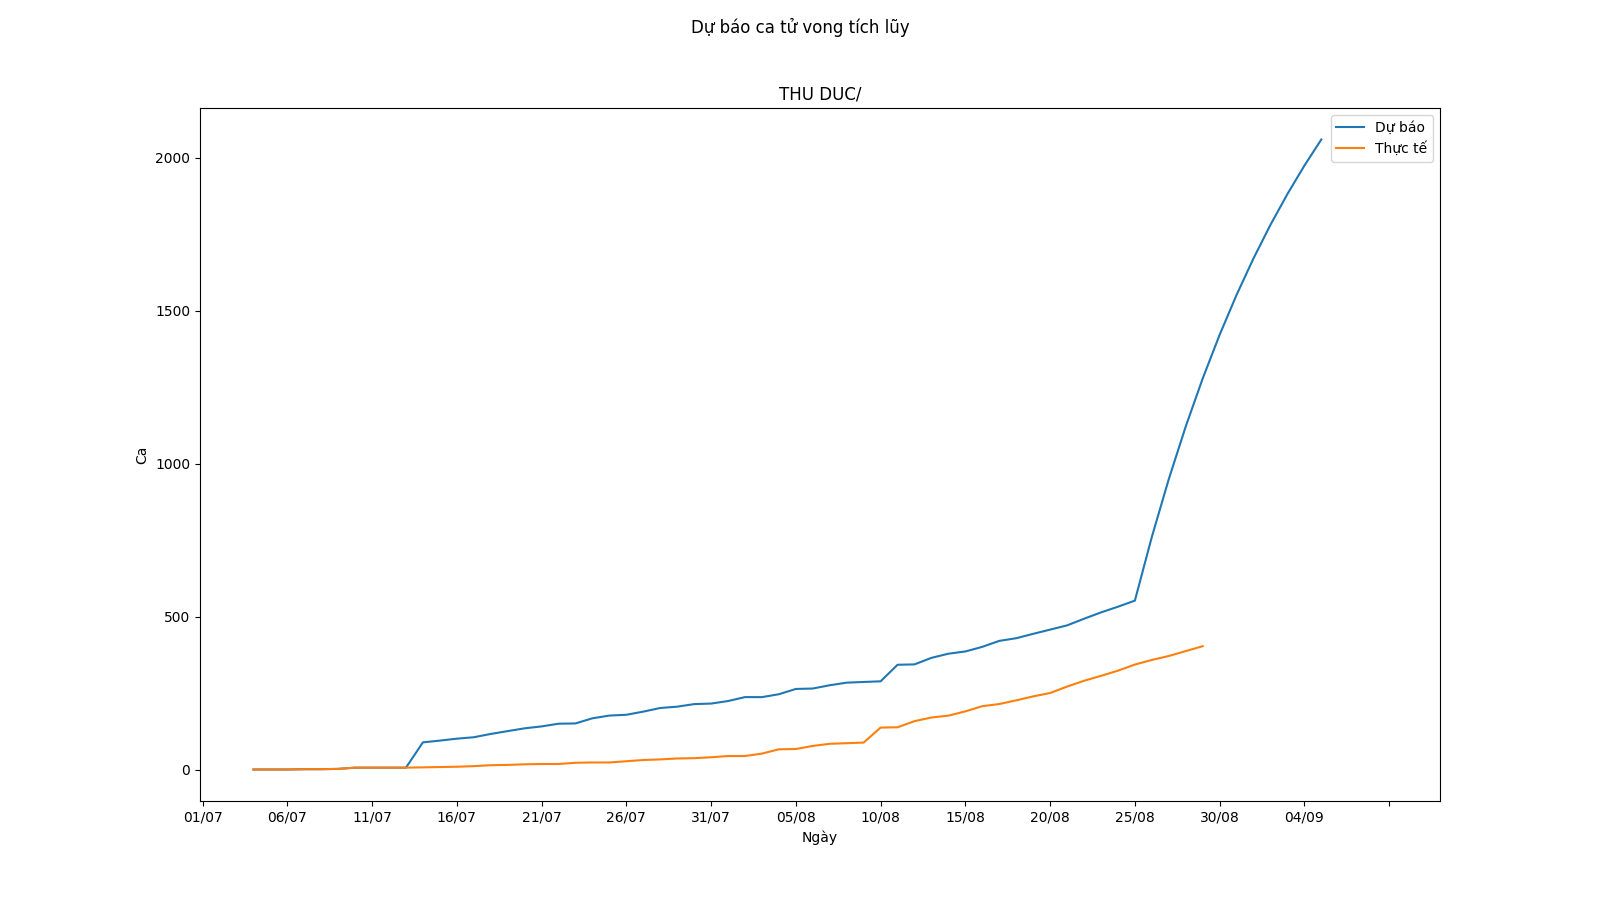 Dự báo ca tử vong tích lũy
THU DUC/
Dự báo
Thực tế
2000
1500
1000
500
0
Ca
01/07 06/07 11/07 16/07 21/07 26/07 31/07 05/08 10/08 15/08 20/08 25/08 30/08 04/09
Ngày